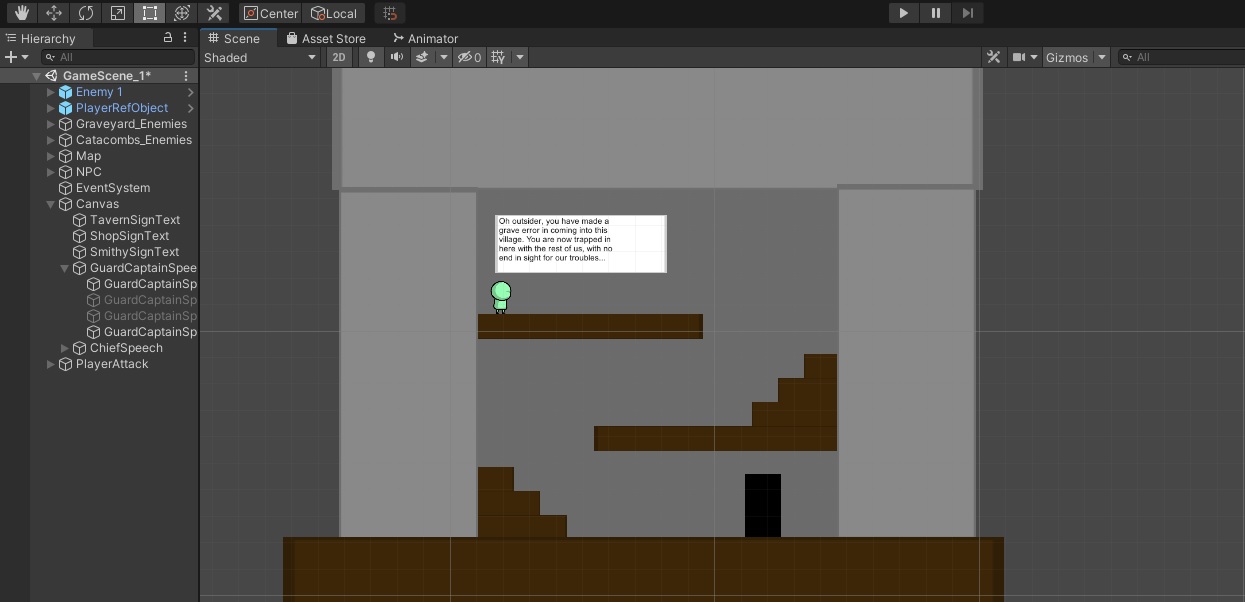 Center Local
Hierarchy Scene Asset Store Animator
All Shaded 2D 0 Gizmos All
GameScene_1*
Enemy 1
PlayerRefObject
Graveyard_Enemies
Catacombs_Enemies
Map
NPC
EventSystem
Canvas
TavernSignText
ShopSignText
SmithySignText
GuardCaptainSpee
GuardCaptainSp
GuardCaptainSp
GuardCaptainSp
GuardCaptainSp
ChiefSpeech
PlayerAttack
Oh outsider, you have made a
grave error in coming into this
village. You are now trapped in
here with the rest of us, with no
end in sight for our troubles...